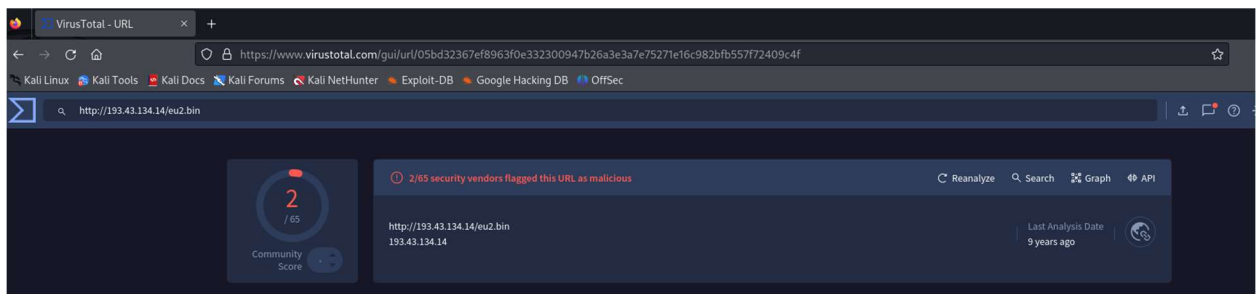 VirusTotal - URL
https://www.virustotal.com/gui/url/05bd32367ef8963f0e332300947b26a3e3a7e75271e16c982bfb557f72409c4f
Kali Linux Kali Tools Kali Docs Kali Forums Kali NetHunter Exploit-DB Google Hacking DB OffSec
http://193.43.134.14/eu2.bin
2
/ 65
Community
Score
2/65 security vendors flagged this URL as malicious
Reanalyze Search Graph API
http://193.43.134.14/eu2.bin
193.43.134.14
Last Analysis Date
9 years ago